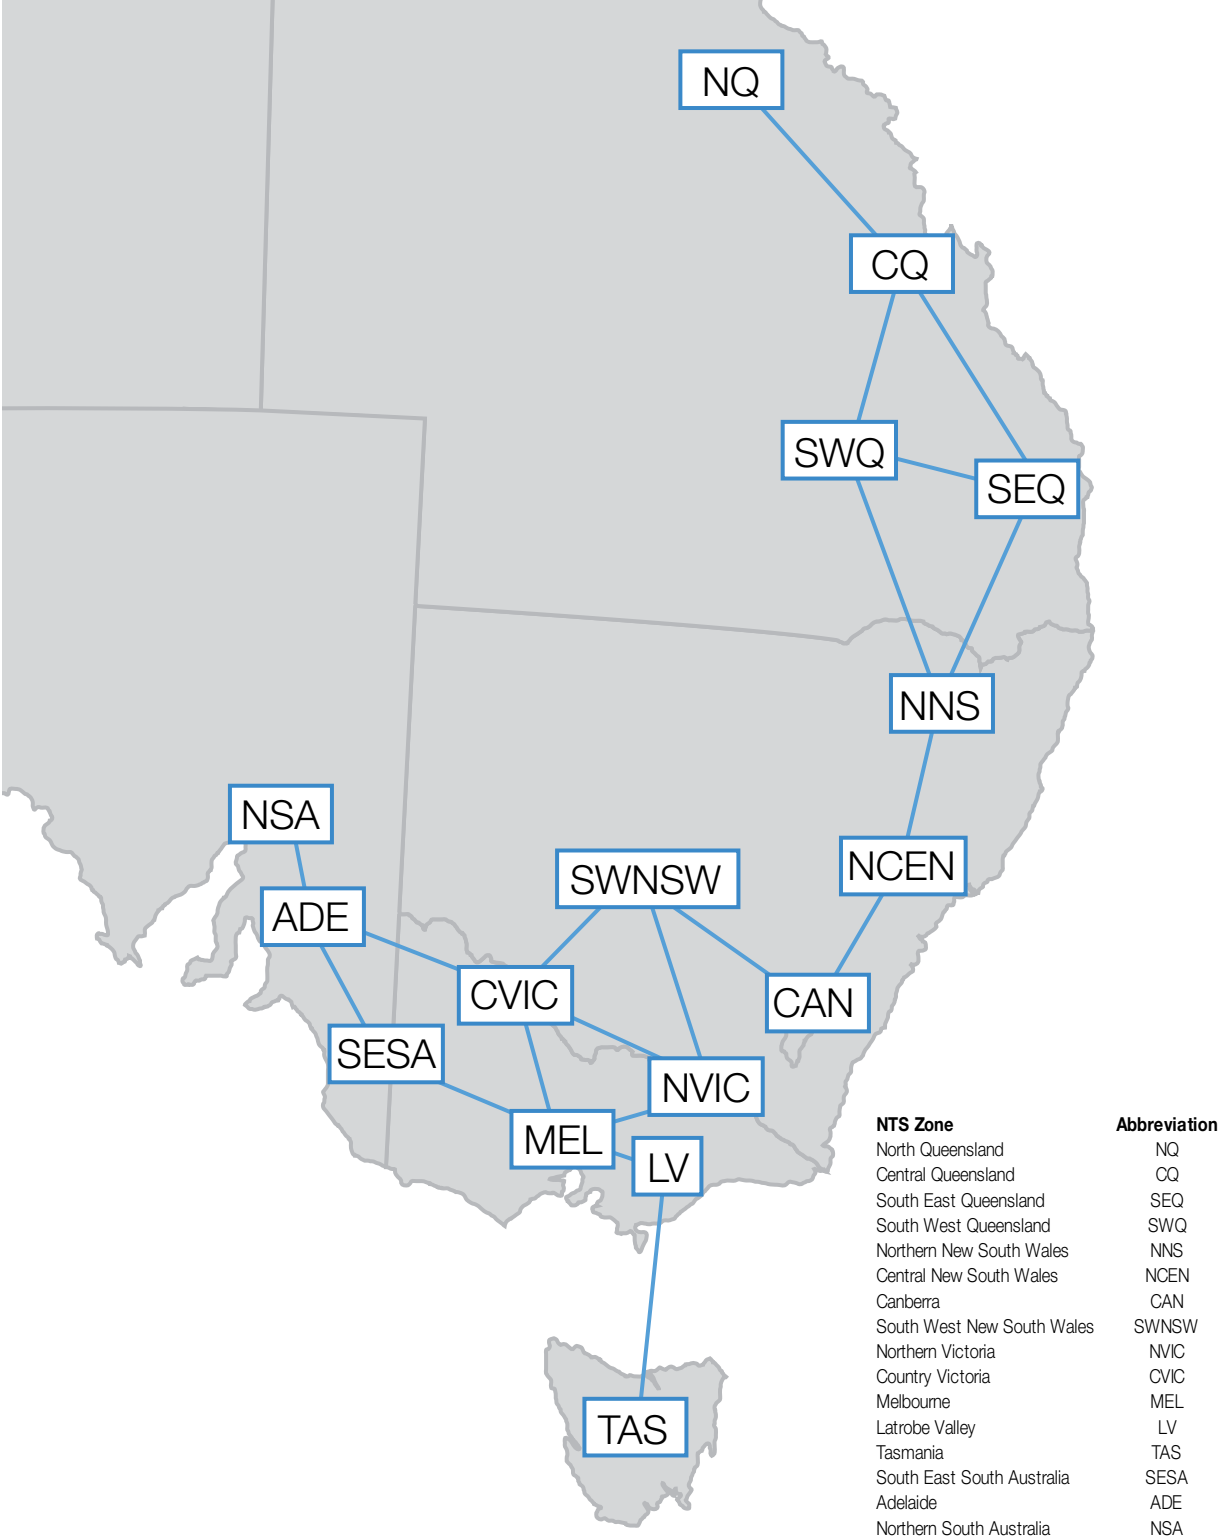 NQ
CQ
SWQ
SEQ
NNS
NSA
NCEN
SWNSW
ADE
CVIC
CAN
SESA
NVIC
MEL
LV
TAS
NTS Zone Abbreviation
North Queensland NQ
Central Queensland CQ
South East Queensland SEQ
South West Queensland SWQ
Northern New South Wales NNS
Central New South Wales NCEN
Canberra CAN
South West New South Wales SWNSW
Northern Victoria NVIC
Country Victoria CVIC
Melbourne MEL
Latrobe Valley LV
Tasmania TAS
South East South Australia SESA
Adelaide ADE
Northern South Australia NSA